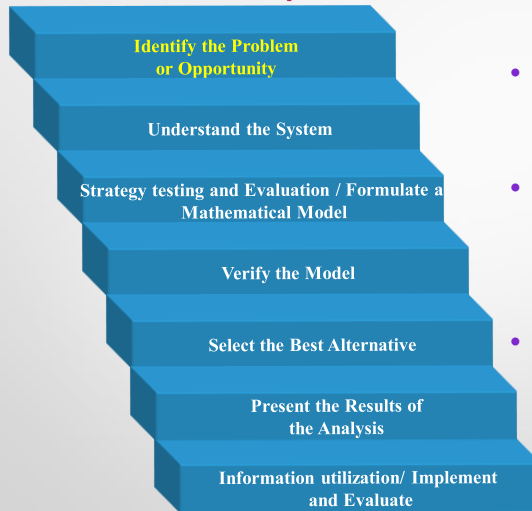 Identify the Problem
or Opportunity
Understand the System
Strategy testing and Evaluation / Formulate a
Mathematical Model
Verify the Model
Select the Best Alternative
Present the Results of
the Analysis
Information utilization/ Implement
and Evaluate